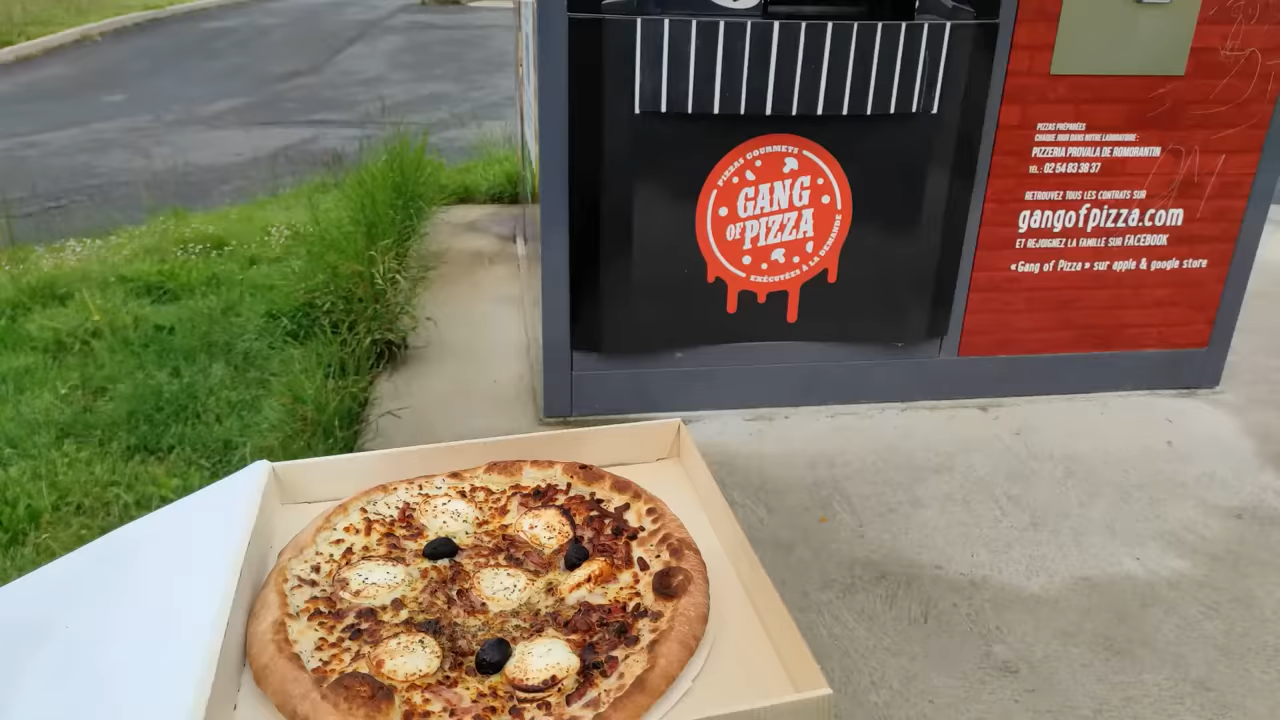 PIZZAS GOURMETS
GANG
OF PIZZA
EXÉCUTÉES À LA DEMANDE
PIZZAS PRÉPARÉES
CHAQUE JOUR DANS NOTRE LABORATOIRE :
PIZZERIA PROVALA DE ROMORANTIN
TÉL : 02 54 83 38 37
RETROUVEZ TOUS LES CONTRATS SUR
gangofpizza.com
ET REJOIGNEZ LA FAMILLE SUR FACEBOOK
«Gang of Pizza» sur apple & google store